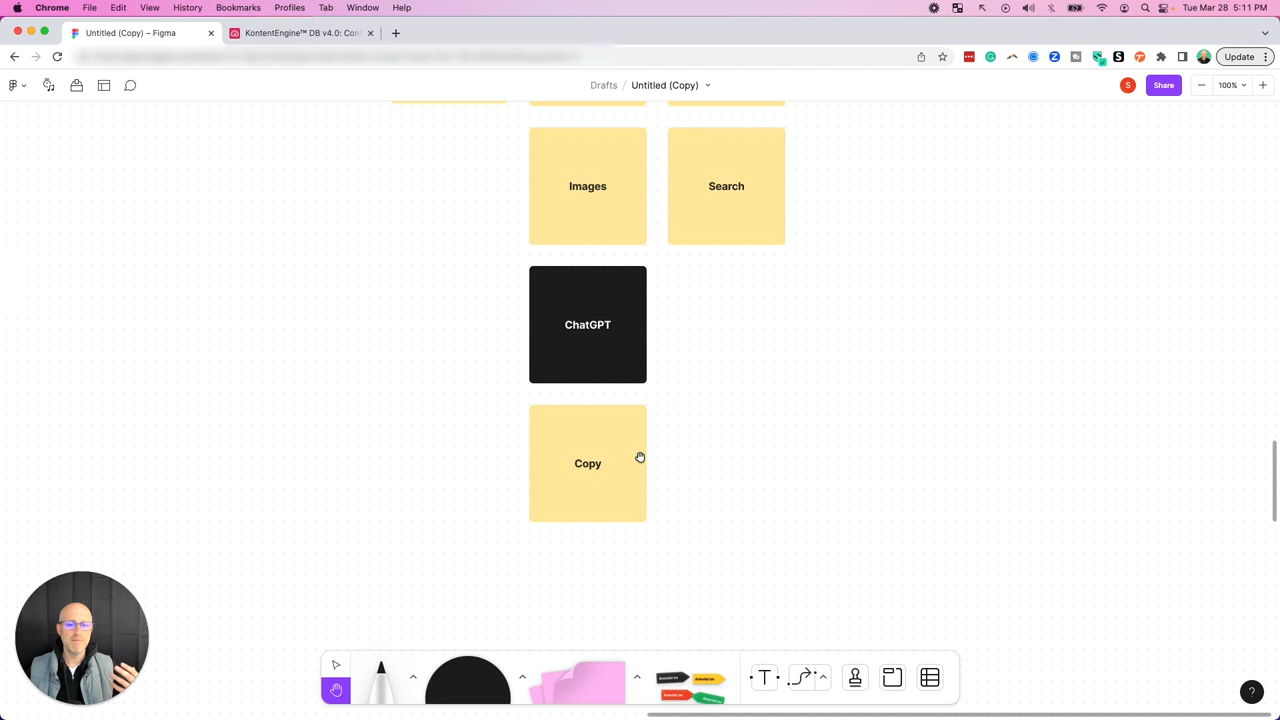 Chrome File Edit View History Bookmarks Profiles Tab Window Help Tue Mar 28 5:11 PM
Untitled (Copy) – Figma KontentEngine™ DB v4.0: Con
Update
Drafts / Untitled (Copy) S Share 100%
Images Search
ChatGPT
Copy
T
?